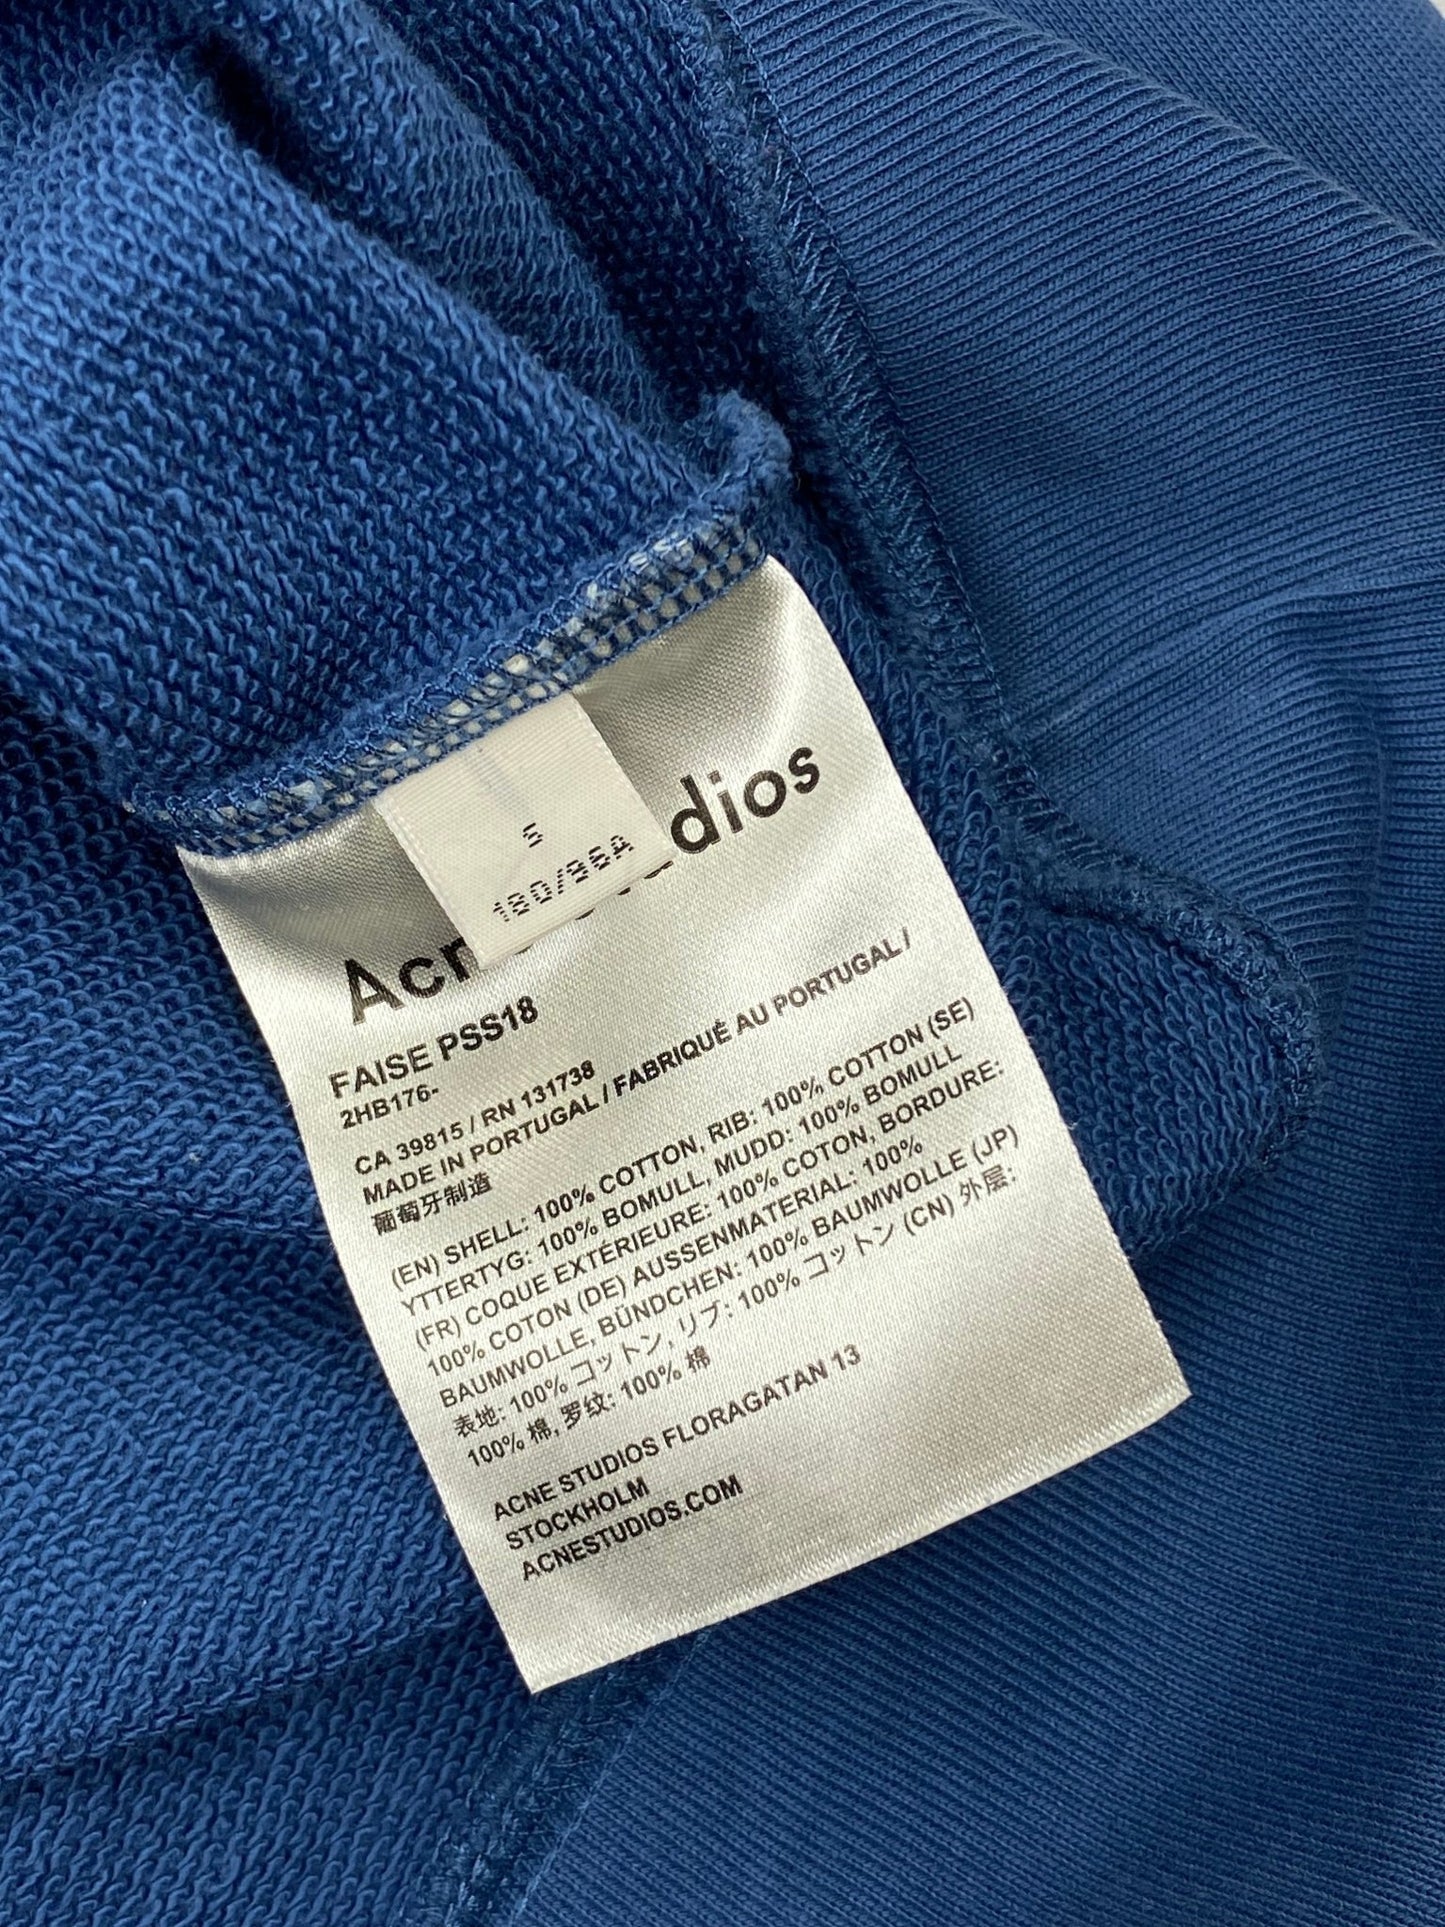 S
180/96A
Acn dios
FAISE PSS18
2HB176-
CA 39815 / RN 131738
MADE IN PORTUGAL / FABRIQUÉ AU PORTUGAL /
葡萄牙制造
(EN) SHELL: 100% COTTON, RIB: 100% COTTON (SE)
YTTERTYG: 100% BOMULL, MUDD: 100% BOMULL
(FR) COQUE EXTÉRIEURE: 100% COTON, BORDURE:
100% COTON (DE) AUSSENMATERIAL: 100%
BAUMWOLLE, BÜNDCHEN: 100% BAUMWOLLE (JP)
表地: 100% コットン, リブ: 100% コットン (CN) 外层:
100% 棉, 罗纹: 100% 棉
ACNE STUDIOS FLORAGATAN 13
STOCKHOLM
ACNESTUDIOS.COM